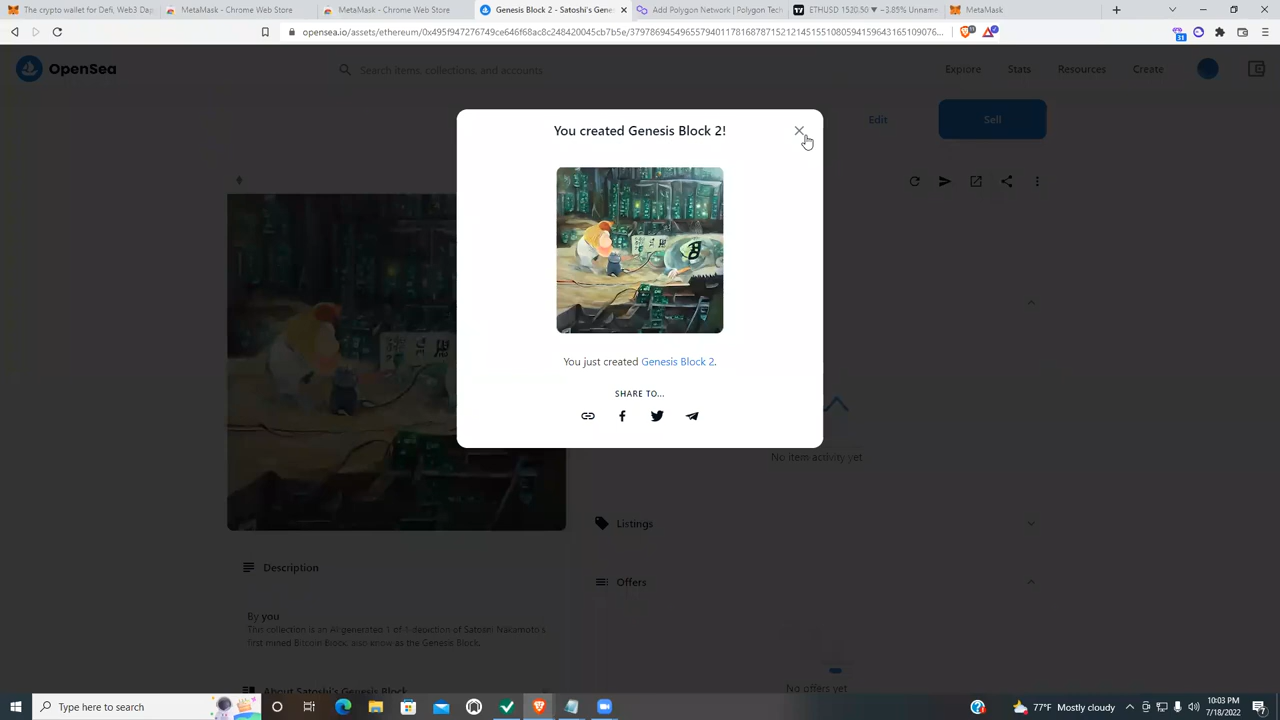 The crypto wallet for Defi, Web3 Dap
MetaMask - Chrome Web Store
MetaMask - Chrome Web Store
Genesis Block 2 - Satoshi's Gene
Add Polygon Network | Polygon Tech
ETHUSD 1520.50 ▼ −3.85% Unname
MetaMask
opensea.io/assets/ethereum/0x495f947276749ce646f68ac8c248420045cb7b5e/3797869454965579401178168787152121451551080594159643165109076...
OpenSea
Search items, collections, and accounts
Explore
Stats
Resources
Create
Edit
Sell
You created Genesis Block 2!
You just created Genesis Block 2.
SHARE TO...
No item activity yet
Listings
Offers
No offers yet
Description
By you
This collection is an AI generated 1 of 1 depiction of Satoshi Nakamoto's
first mined Bitcoin Block, also know as the Genesis Block.
About Satoshi's Genesis Block
Type here to search
77°F Mostly cloudy
10:03 PM
7/18/2022